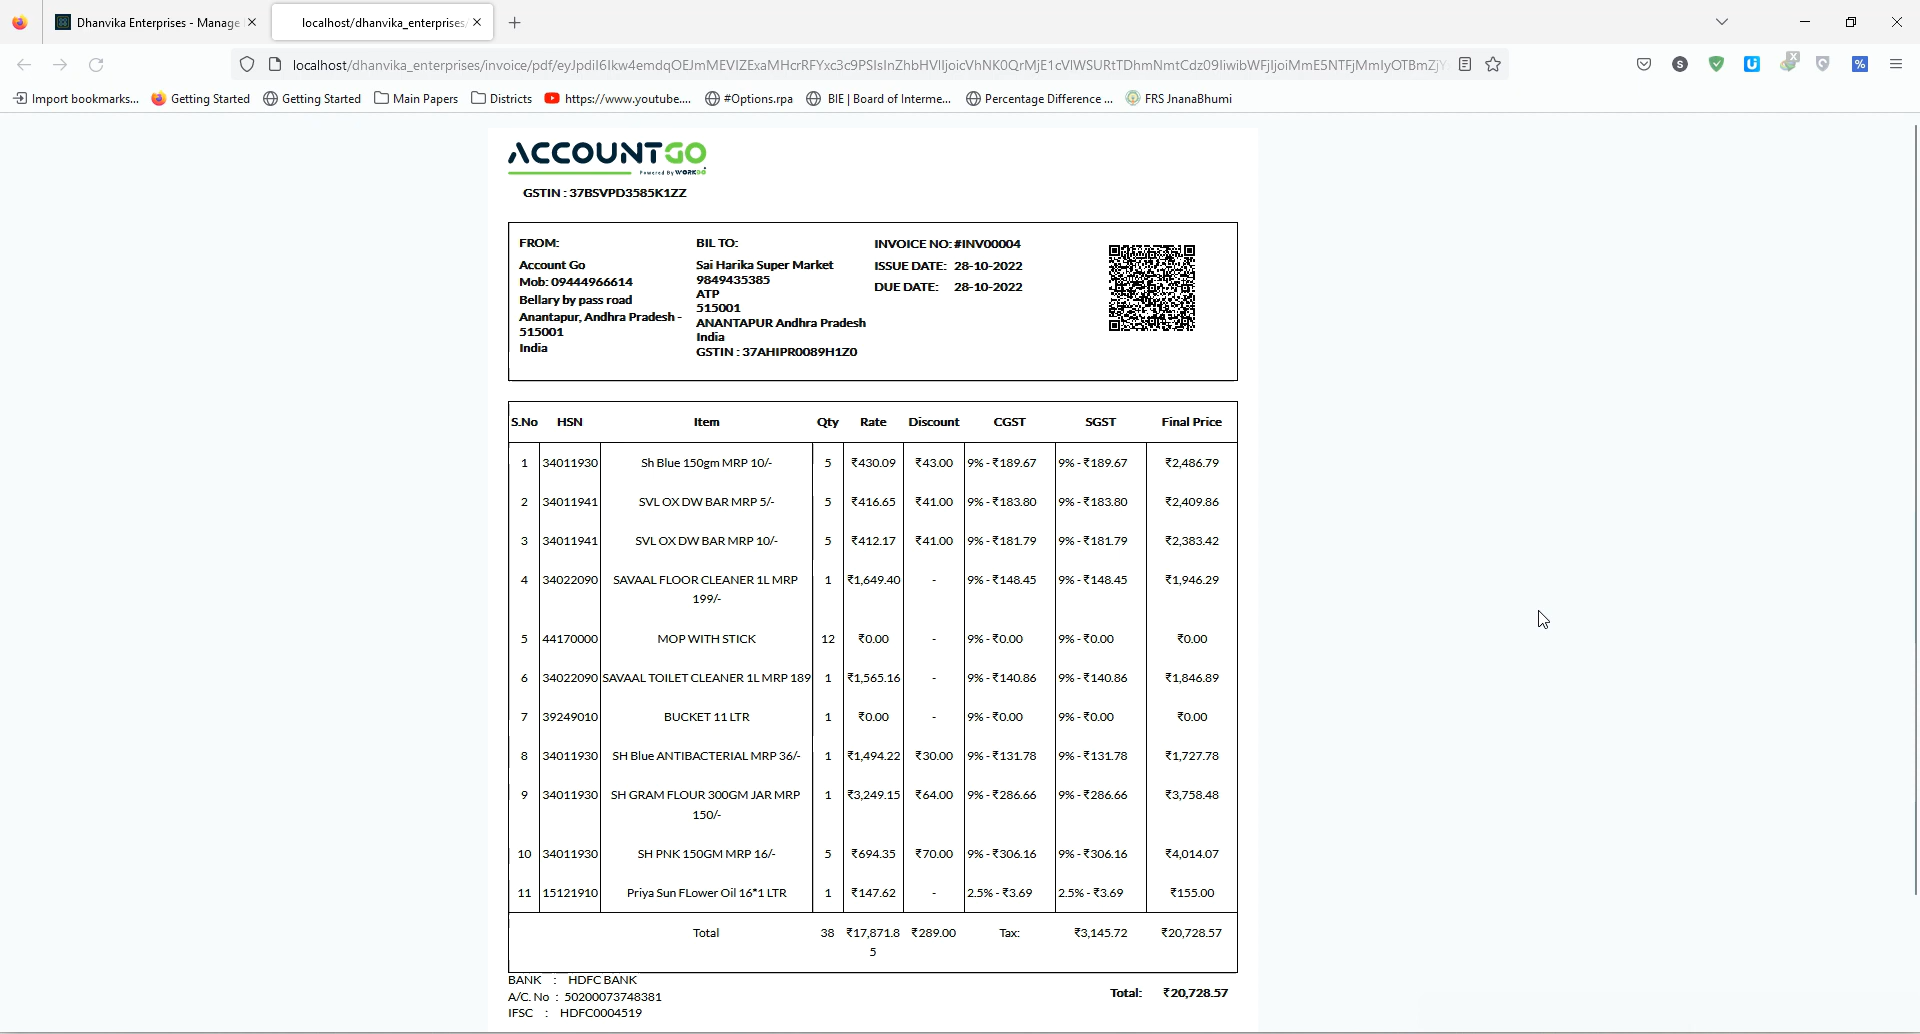 Dhanvika Enterprises - Manage
localhost/dhanvika_enterprises/
localhost/dhanvika_enterprises/invoice/pdf/
Import bookmarks... Getting Started Getting Started Main Papers Districts https://www.youtube.... #Options.rpa BIE | Board of Interme... Percentage Difference ... FRS JnanaBhumi
ACCOUNTGO
Powered By WORKDO
GSTIN : 37BSVPD3585K1ZZ
FROM:
Account Go
Mob: 09444966614
Bellary by pass road
Anantapur, Andhra Pradesh -
515001
India
BIL TO:
Sai Harika Super Market
9849435385
ATP
515001
ANANTAPUR Andhra Pradesh
India
GSTIN : 37AHIPR0089H1Z0
INVOICE NO: #INV00004
ISSUE DATE: 28-10-2022
DUE DATE: 28-10-2022
S.No HSN Item Qty Rate Discount CGST SGST Final Price
1 34011930 Sh Blue 150gm MRP 10/- 5 ₹430.09 ₹43.00 9% - ₹189.67 9% - ₹189.67 ₹2,486.79
2 34011941 SVL OX DW BAR MRP 5/- 5 ₹416.65 ₹41.00 9% - ₹183.80 9% - ₹183.80 ₹2,409.86
3 34011941 SVL OX DW BAR MRP 10/- 5 ₹412.17 ₹41.00 9% - ₹181.79 9% - ₹181.79 ₹2,383.42
4 34022090 SAVAAL FLOOR CLEANER 1L MRP 1 ₹1,649.40 - 9% - ₹148.45 9% - ₹148.45 ₹1,946.29
199/-
5 44170000 MOP WITH STICK 12 ₹0.00 - 9% - ₹0.00 9% - ₹0.00 ₹0.00
6 34022090 SAVAAL TOILET CLEANER 1L MRP 189 1 ₹1,565.16 - 9% - ₹140.86 9% - ₹140.86 ₹1,846.89
7 39249010 BUCKET 11 LTR 1 ₹0.00 - 9% - ₹0.00 9% - ₹0.00 ₹0.00
8 34011930 SH Blue ANTIBACTERIAL MRP 36/- 1 ₹1,494.22 ₹30.00 9% - ₹131.78 9% - ₹131.78 ₹1,727.78
9 34011930 SH GRAM FLOUR 300GM JAR MRP 1 ₹3,249.15 ₹64.00 9% - ₹286.66 9% - ₹286.66 ₹3,758.48
150/-
10 34011930 SH PNK 150GM MRP 16/- 5 ₹694.35 ₹70.00 9% - ₹306.16 9% - ₹306.16 ₹4,014.07
11 15121910 Priya Sun FLower Oil 16*1 LTR 1 ₹147.62 - 2.5% - ₹3.69 2.5% - ₹3.69 ₹155.00
Total 38 ₹17,871.8 ₹289.00 Tax: ₹3,145.72 ₹20,728.57
5
BANK : HDFC BANK
A/C. No : 50200073748381
IFSC : HDFC0004519
Total: ₹20,728.57